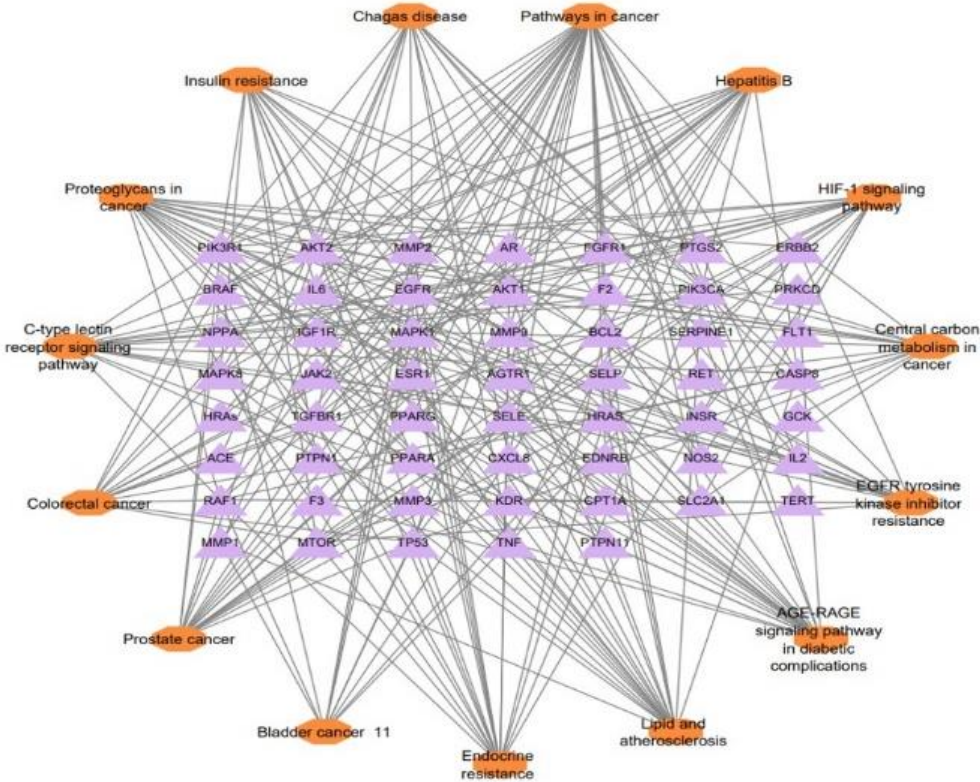 Chagas disease
Pathways in cancer
Insulin resistance
Hepatitis B
Proteoglycans in
cancer
HIF-1 signaling
pathway
PIK3R1 AKT2 MMP2 AR FGFR1 PTGS2 ERBB2
BRAF IL6 EGFR AKT1 F2 PIK3CA PRKCD
NPPA IGF1R MAPK1 MMP9 BCL2 SERPINE1 FLT1
C-type lectin
receptor signaling
pathway
Central carbon
metabolism in
cancer
MAPK8 JAK2 ESR1 AGTR1 SELP RET CASP8
HRAs TGFBR1 PPARG SELE HRAS INSR GCK
ACE PTPN1 PPARA CXCL8 EDNRB NOS2 IL2
Colorectal cancer
EGFR tyrosine
kinase inhibitor
resistance
RAF1 F3 MMP3 KDR CPT1A SLC2A1 TERT
MMP1 MTOR TP53 TNF PTPN11
Prostate cancer
AGE-RAGE
signaling pathway
in diabetic
complications
Bladder cancer 11
Lipid and
atherosclerosis
Endocrine
resistance